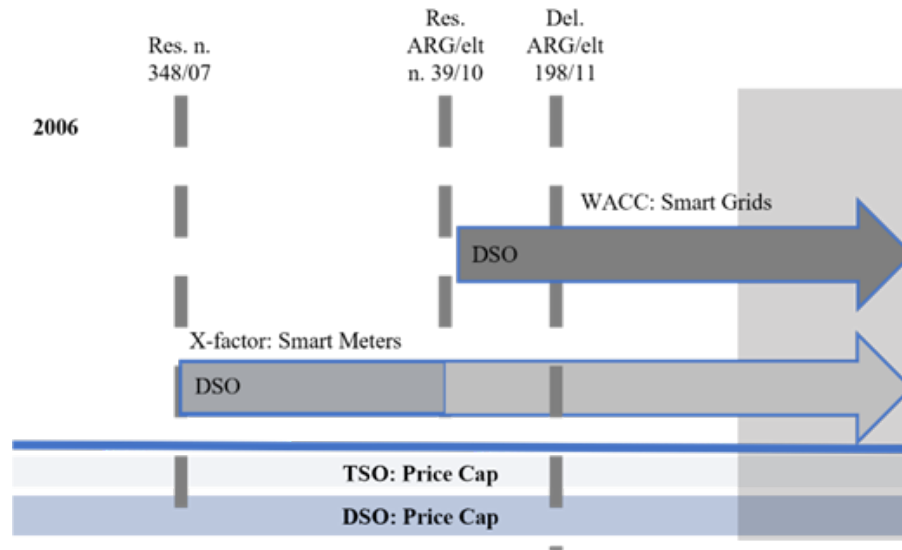 Res. n.
348/07
Res.
ARG/elt
n. 39/10
Del.
ARG/elt
198/11
2006
WACC: Smart Grids
DSO
X-factor: Smart Meters
DSO
TSO: Price Cap
DSO: Price Cap